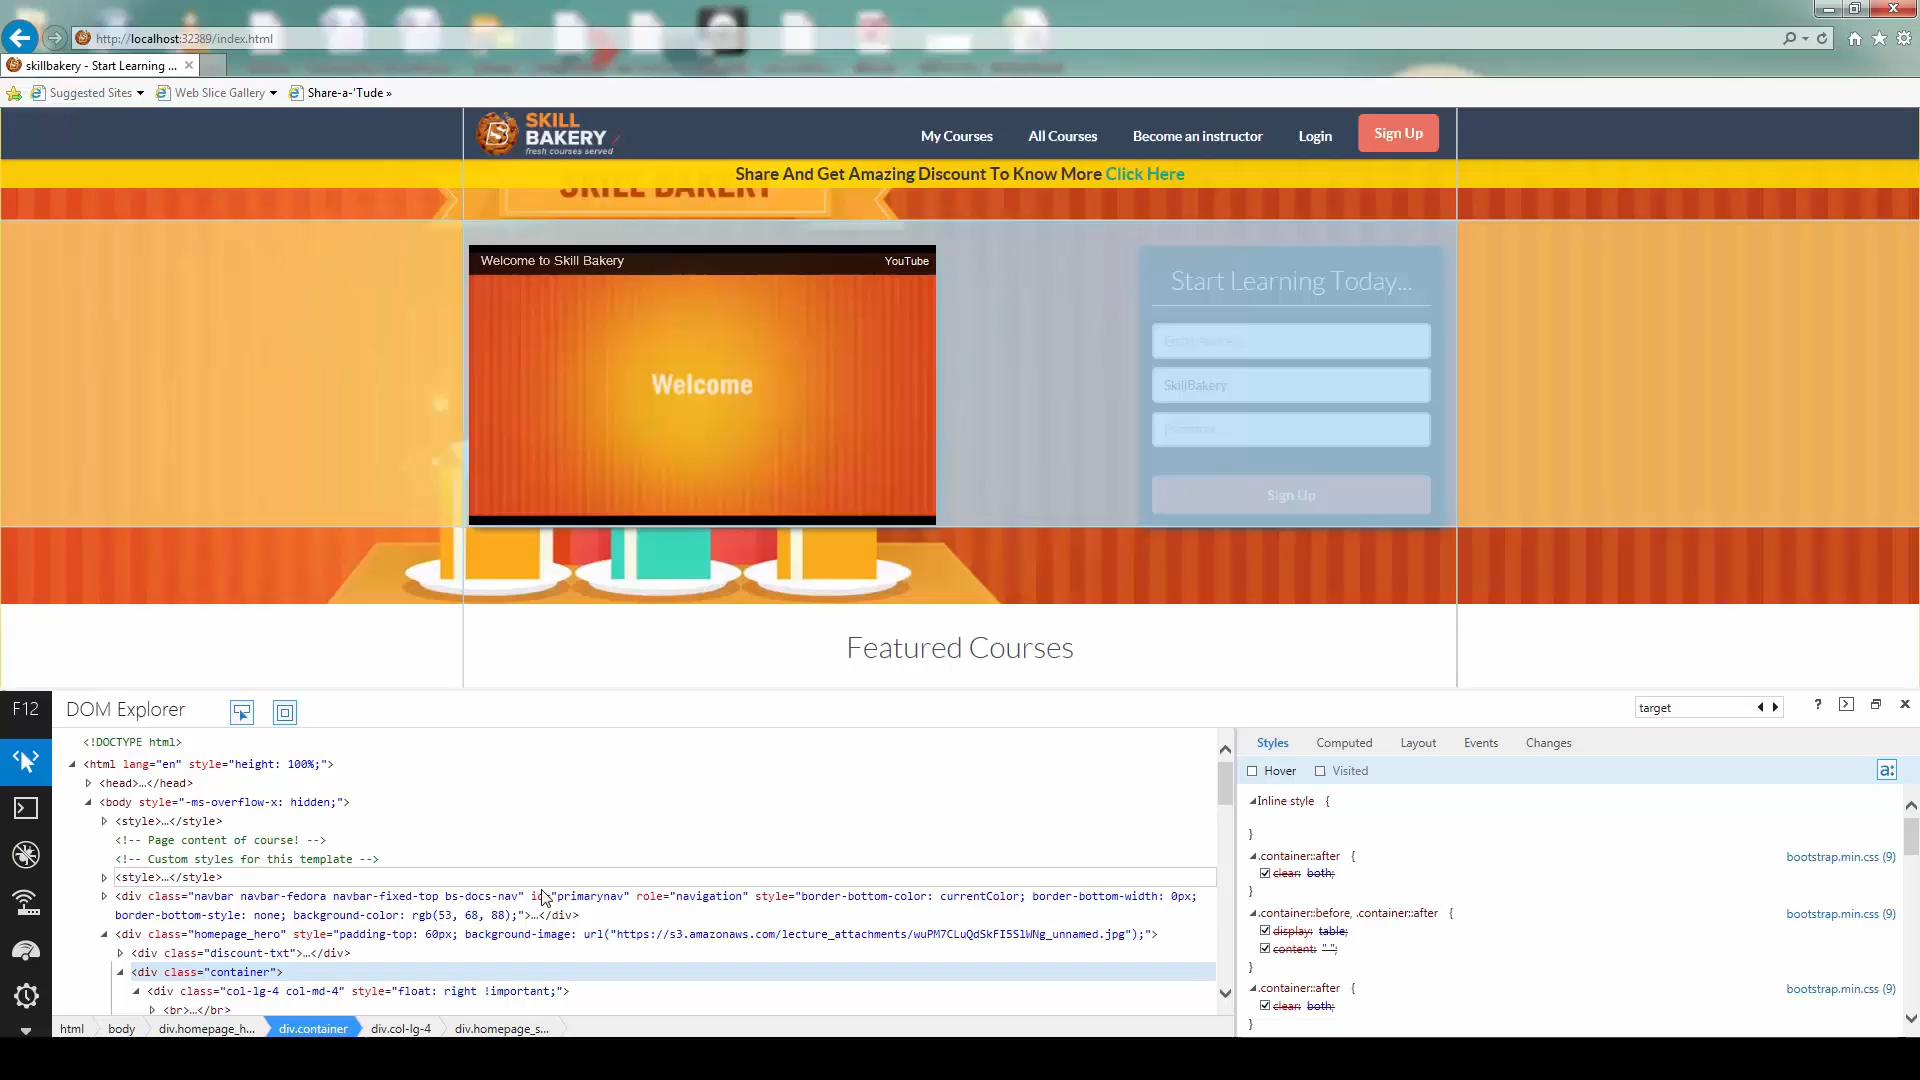 http://localhost:32389/index.html
skillbakery - Start Learning ...
Suggested Sites
Web Slice Gallery
Share-a-'Tude »
SKILL
BAKERY
fresh courses served
My Courses
All Courses
Become an instructor
Login
Sign Up
Share And Get Amazing Discount To Know More Click Here
SKILL BAKERY
Welcome to Skill Bakery
YouTube
Welcome
Start Learning Today...
SkillBakery
Sign Up
Featured Courses
F12
DOM Explorer
target
?
<!DOCTYPE html>
<html lang="en" style="height: 100%;">
<head>…</head>
<body style="-ms-overflow-x: hidden;">
<style>…</style>
<!-- Page content of course! -->
<!-- Custom styles for this template -->
<style>…</style>
<div class="navbar navbar-fedora navbar-fixed-top bs-docs-nav" id="primarynav" role="navigation" style="border-bottom-color: currentColor; border-bottom-width: 0px;
border-bottom-style: none; background-color: rgb(53, 68, 88);">…</div>
<div class="homepage_hero" style="padding-top: 60px; background-image: url("https://s3.amazonaws.com/lecture_attachments/wuPM7CLuQdSkFI5SlWNg_unnamed.jpg");">
<div class="discount-txt">…</div>
<div class="container">
<div class="col-lg-4 col-md-4" style="float: right !important;">
<br>…</br>
html
body
div.homepage_h...
div.container
div.col-lg-4
div.homepage_s...
Styles
Computed
Layout
Events
Changes
Hover
Visited
a:
Inline style {
}
.container::after {
bootstrap.min.css (9)
clear: both;
}
.container::before, .container::after {
bootstrap.min.css (9)
display: table;
content: " ";
}
.container::after {
bootstrap.min.css (9)
clear: both;
}